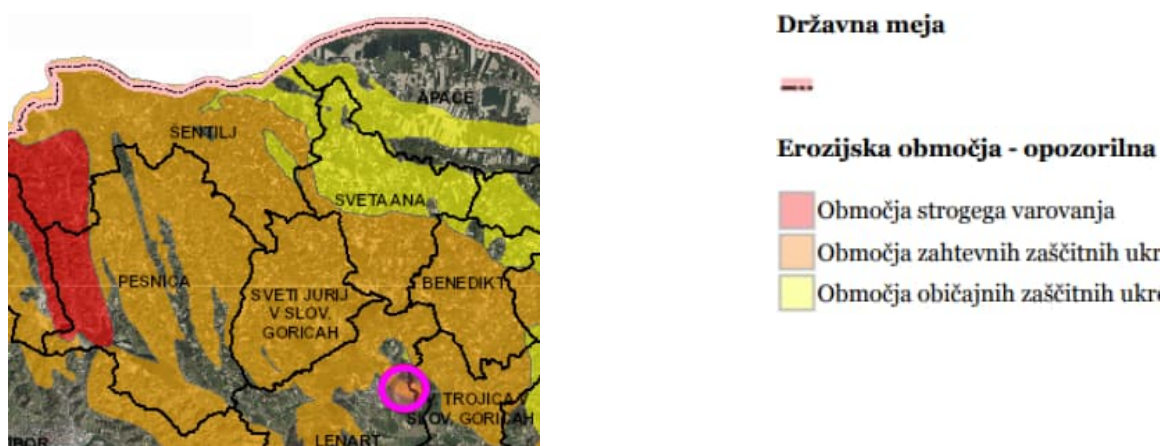 APAČE
ŠENTILJ
SVETA ANA
PESNICA
SVETI JURIJ
V SLOV.
GORICAH
BENEDIKT
TROJICA V
SLOV. GORICAH
LENART
BOR
Državna meja
Erozijska območja - opozorilna
Območja strogega varovanja
Območja zahtevnih zaščitnih ukr
Območja običajnih zaščitnih ukr